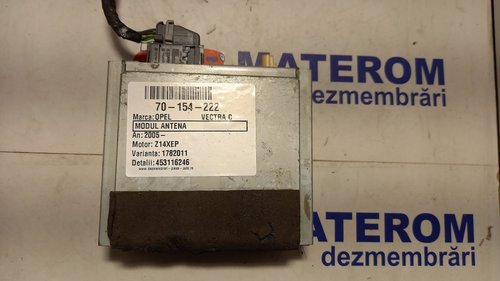 MATEROM
dezmembrări
70-154-222
Marca: OPEL VECTRA C
MODUL ANTENA
An: 2005-
Motor: Z14XEP
Varianta: 1782011
Detalii: 453116246
MATEROM
dezmembrări